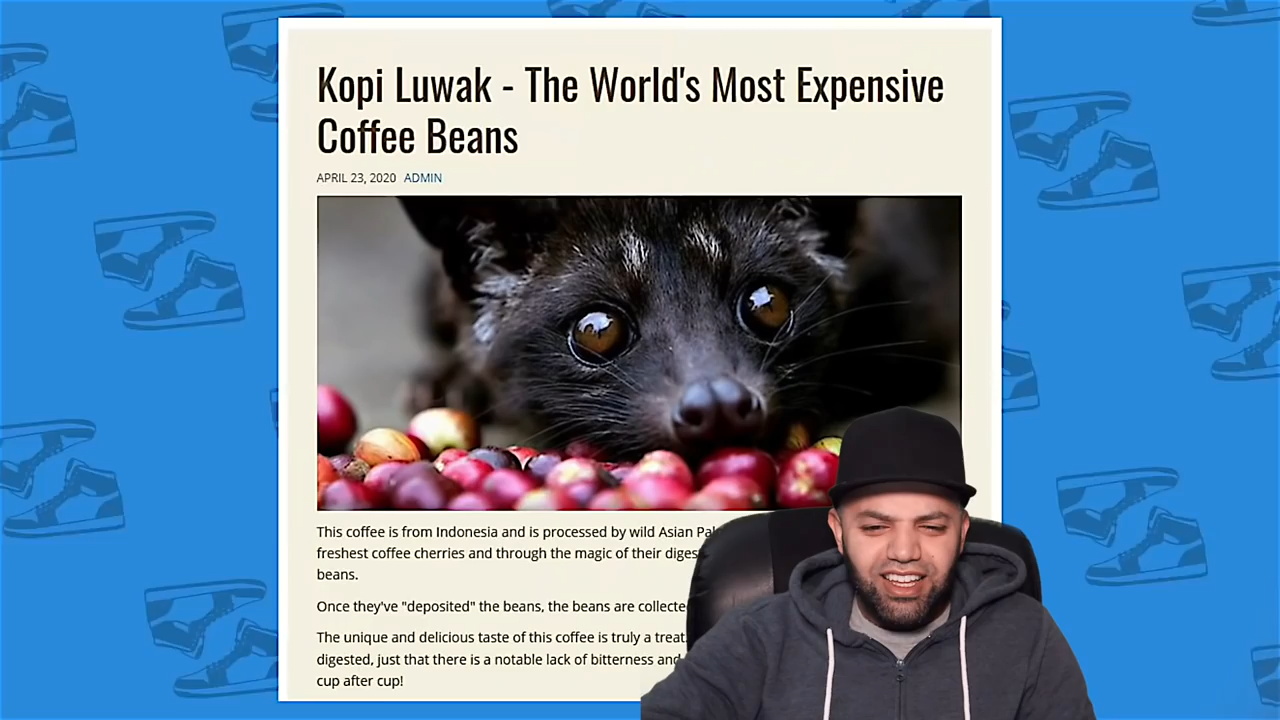 Kopi Luwak - The World's Most Expensive
Coffee Beans
APRIL 23, 2020 ADMIN
This coffee is from Indonesia and is processed by wild Asian
freshest coffee cherries and through the magic of their
beans.
Once they've "deposited" the beans, the beans are
The unique and delicious taste of this coffee is truly a treat
digested, just that there is a notable lack of bitterness and
cup after cup!